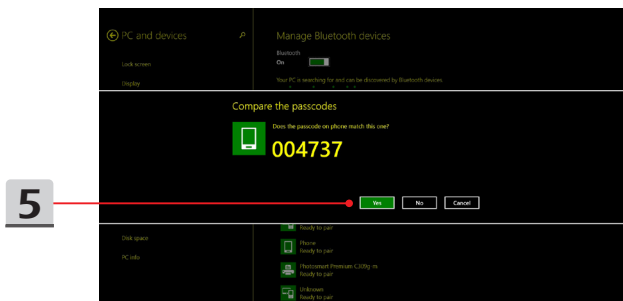 PC and devices
Lock screen
Display
Manage Bluetooth devices
Bluetooth
On
Your PC is searching for and can be discovered by Bluetooth devices
Compare the passcodes
Does the passcode on phone match this one?
004737
5
Yes
No
Cancel
Disk space
PC info
Ready to pair
Phone
Ready to pair
Photosmart Premium C309g-m
Ready to pair
Unknown
Ready to pair